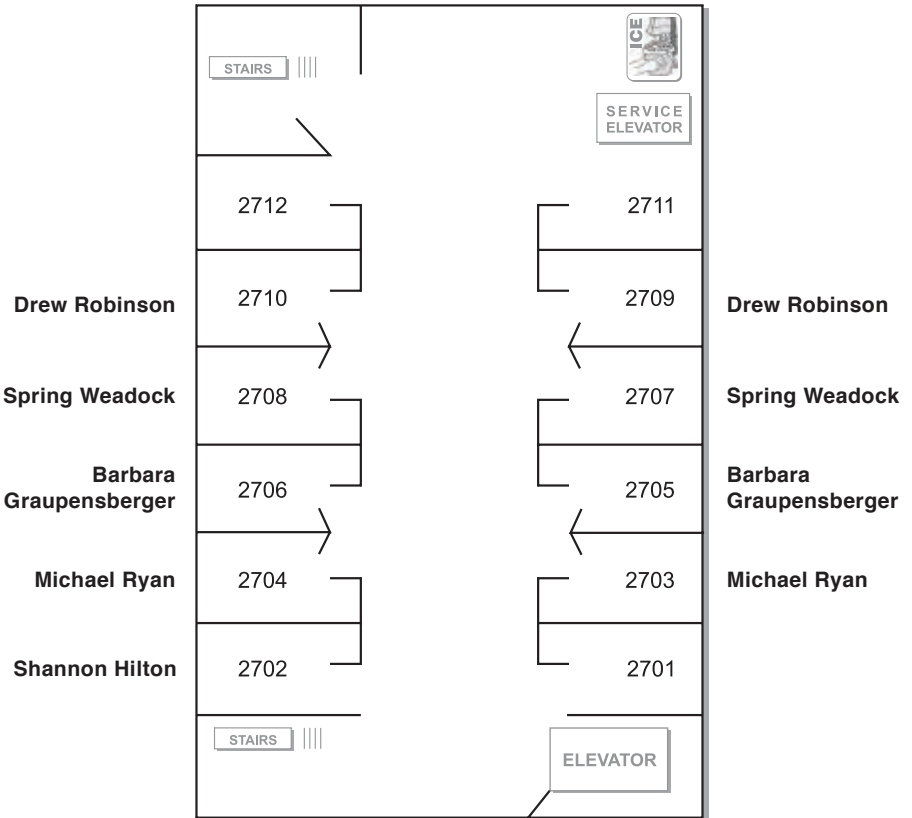 ICE
STAIRS
SERVICE
ELEVATOR
2712
2711
Drew Robinson
2710
2709
Drew Robinson
Spring Weadock
2708
2707
Spring Weadock
Barbara
Graupensberger
2706
2705
Barbara
Graupensberger
Michael Ryan
2704
2703
Michael Ryan
Shannon Hilton
2702
2701
STAIRS
ELEVATOR